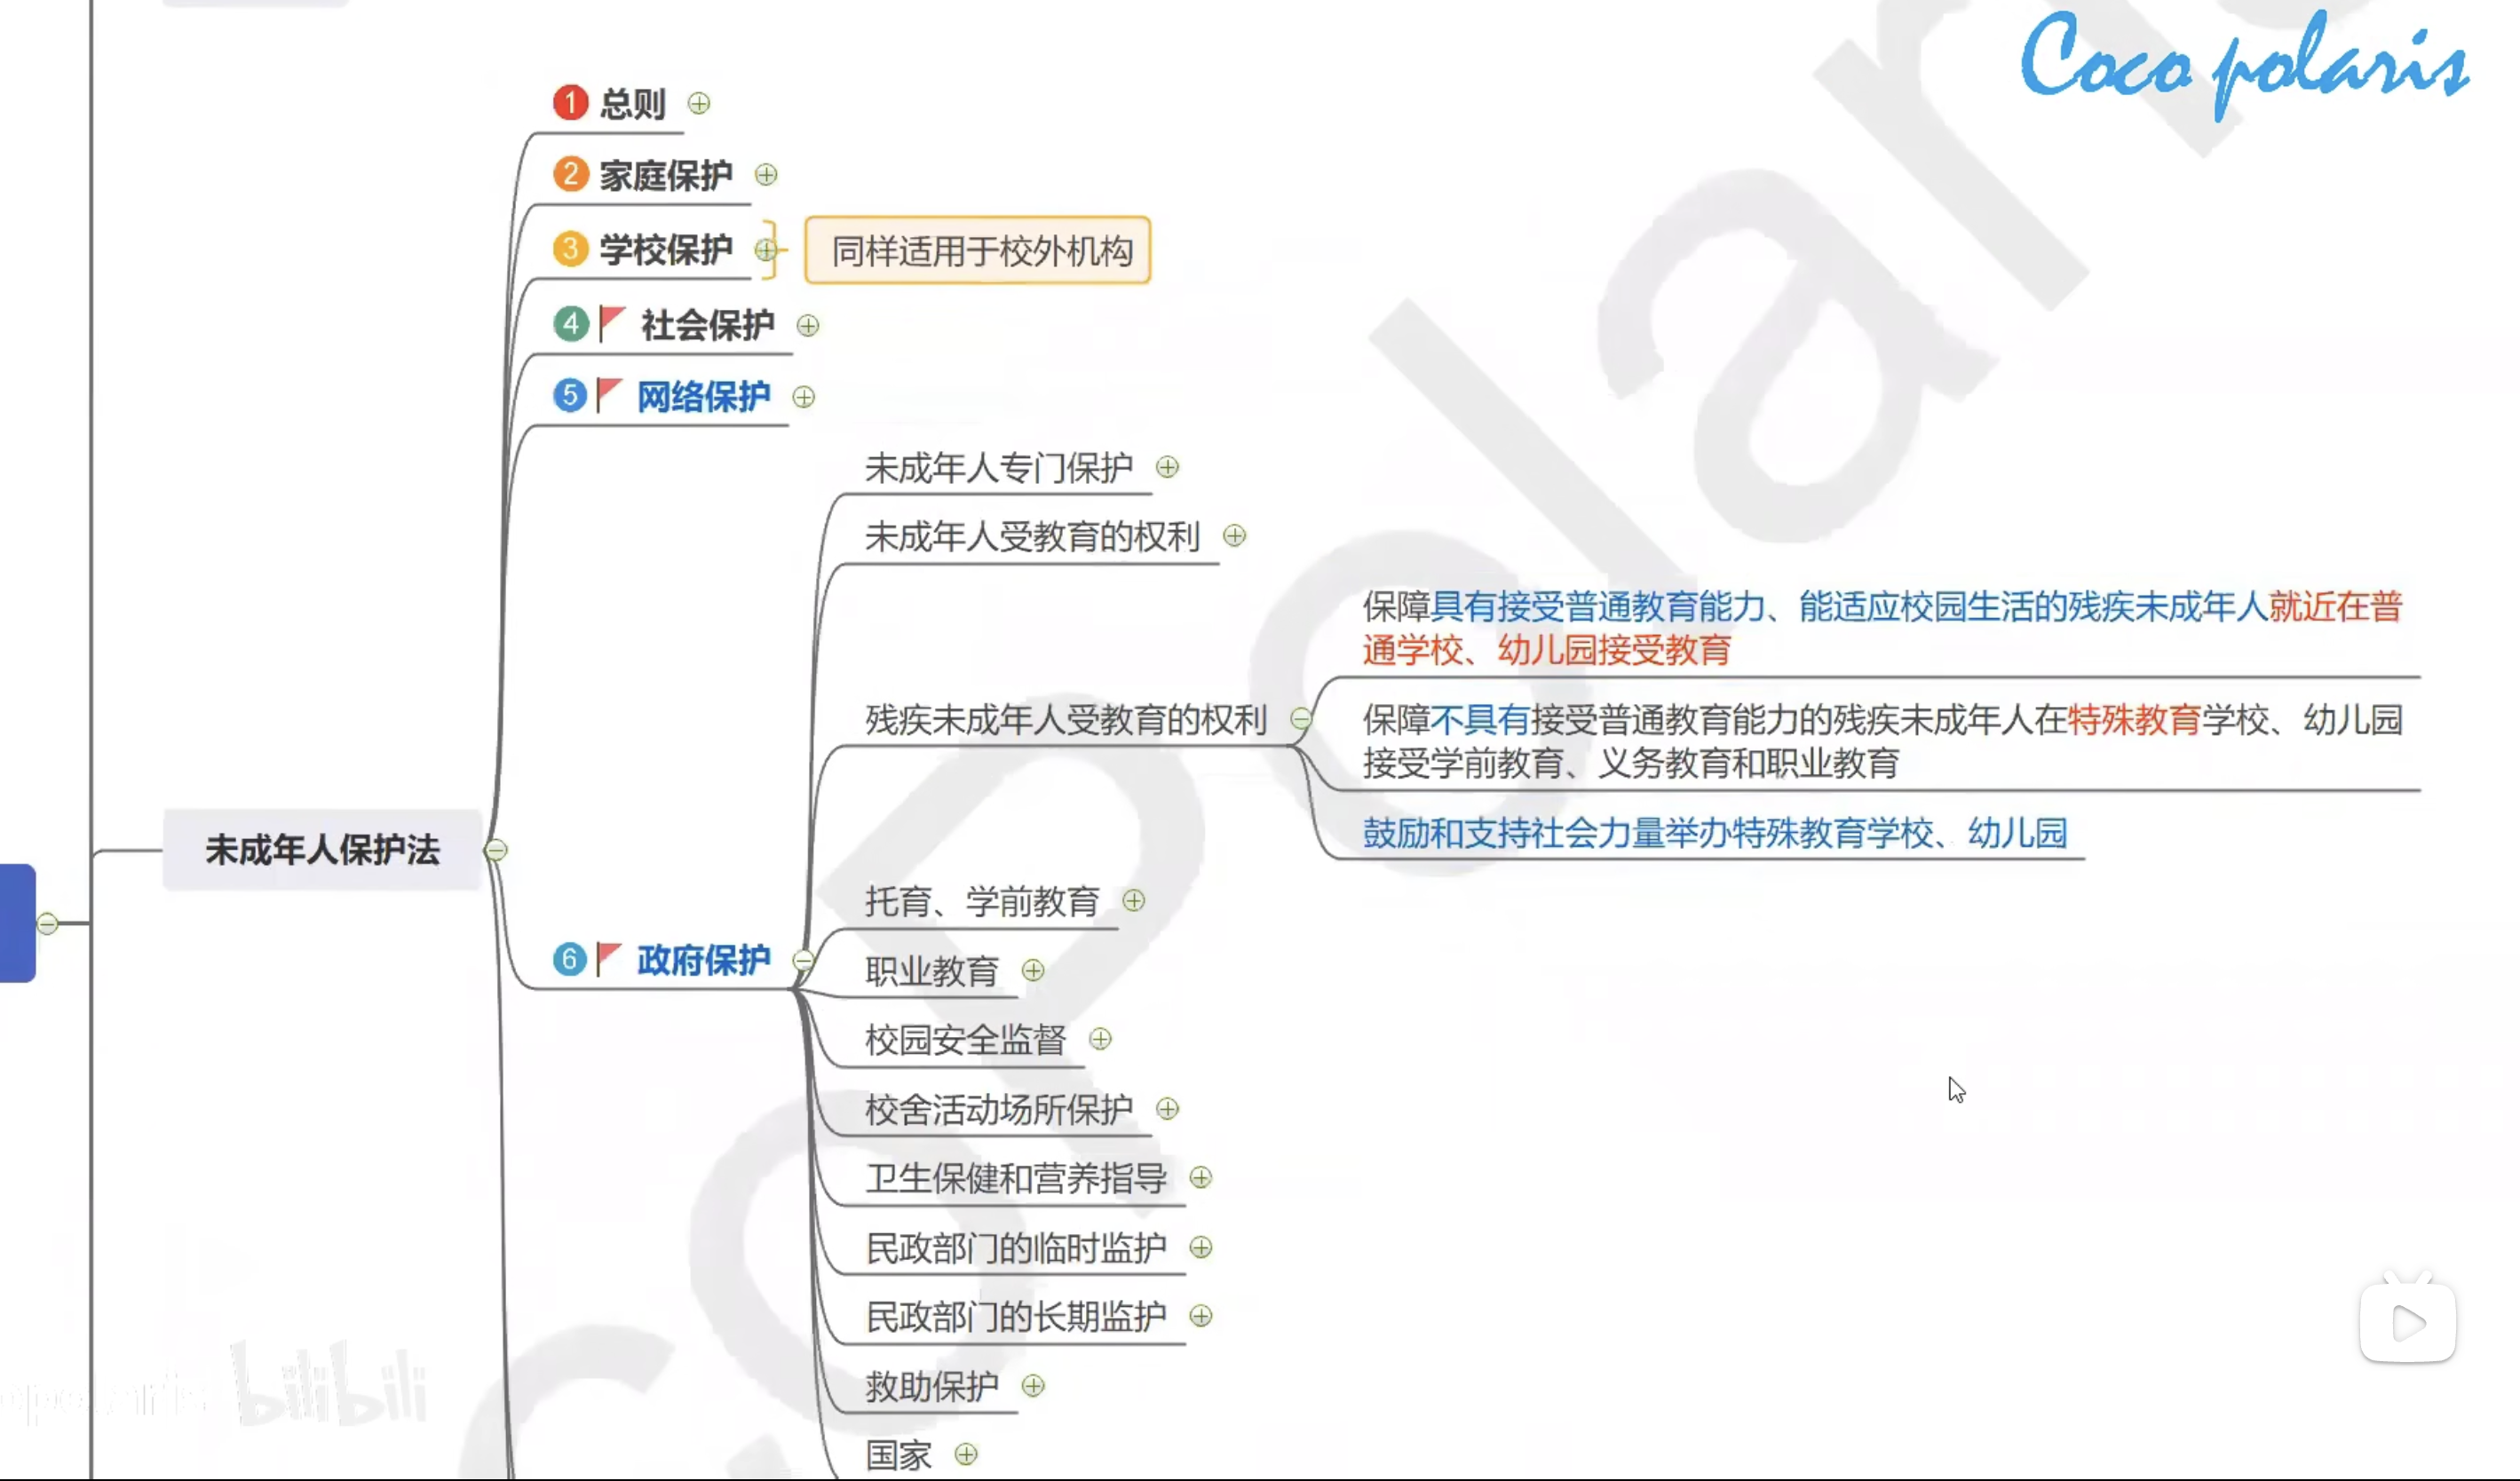 Coco polaris
1 总则
2 家庭保护
3 学校保护
同样适用于校外机构
4 社会保护
5 网络保护
未成年人专门保护
未成年人受教育的权利
保障具有接受普通教育能力、能适应校园生活的残疾未成年人就近在普
通学校、幼儿园接受教育
残疾未成年人受教育的权利
保障不具有接受普通教育能力的残疾未成年人在特殊教育学校、幼儿园
接受学前教育、义务教育和职业教育
鼓励和支持社会力量举办特殊教育学校、幼儿园
未成年人保护法
托育、学前教育
6 政府保护
职业教育
校园安全监督
校舍活动场所保护
卫生保健和营养指导
民政部门的临时监护
民政部门的长期监护
救助保护
国家
bilibili